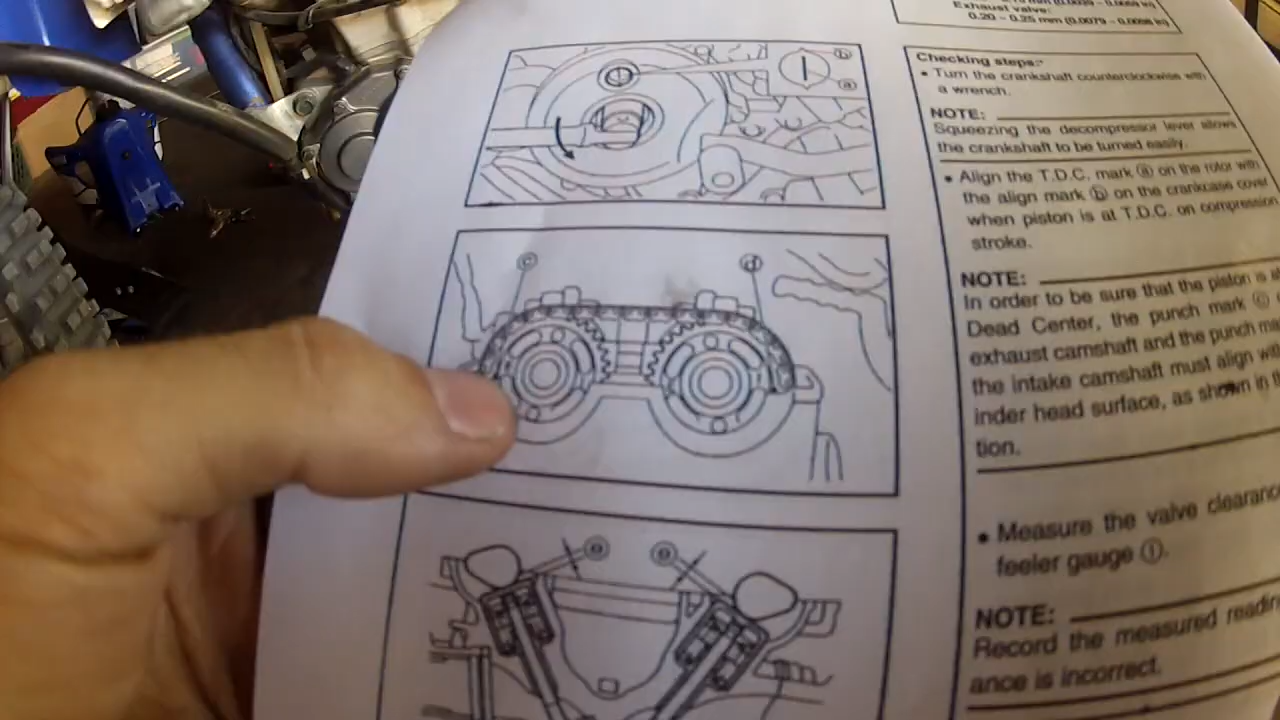 Exhaust valve:
0.20 – 0.25 mm (0.0079 – 0.0098 in)
ⓑ
ⓐ
Checking steps:
• Turn the crankshaft counterclockwise with
a wrench.
NOTE:
Squeezing the decompressor lever allows
the crankshaft to be turned easily.
• Align the T.D.C. mark ⓐ on the rotor with
the align mark ⓑ on the crankcase cover
when piston is at T.D.C. on compression
stroke.
ⓒ
ⓓ
NOTE:
In order to be sure that the piston is
Dead Center, the punch mark ⓒ
exhaust camshaft and the punch
the intake camshaft must align
inder head surface, as shown in
tion.
• Measure the valve
feeler gauge ①.
NOTE:
Record the measured
ance is incorrect.